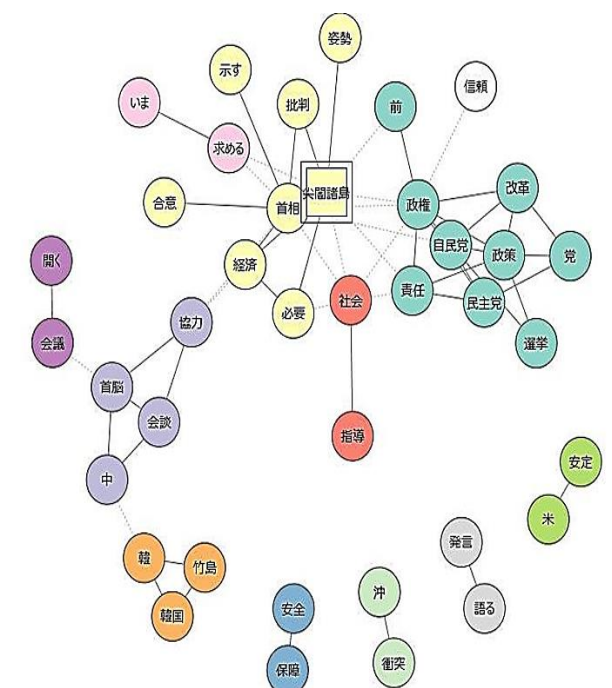 姿勢
示す
信頼
いま
批判
前
求める
改革
合意
首相
尖閣諸島
政権
自民党
政策
党
開く
経済
責任
社会
民主党
必要
協力
会議
選挙
首脳
会談
指導
安定
中
米
発言
韓
竹島
沖
安全
語る
韓国
衝突
保障